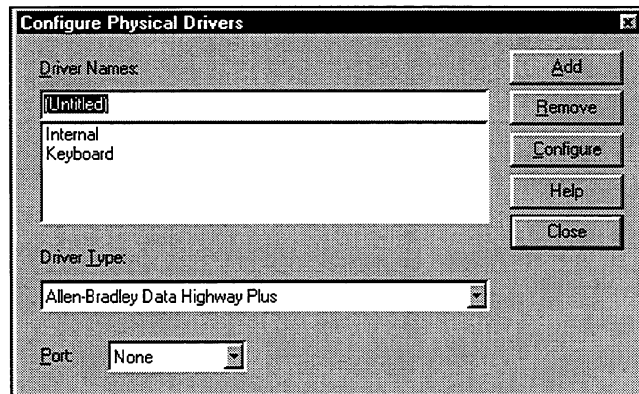 Configure Physical Drivers
Driver Names:
(Untitled)
Internal
Keyboard
Add
Remove
Configure
Help
Close
Driver Type:
Allen-Bradley Data Highway Plus
Port:
None